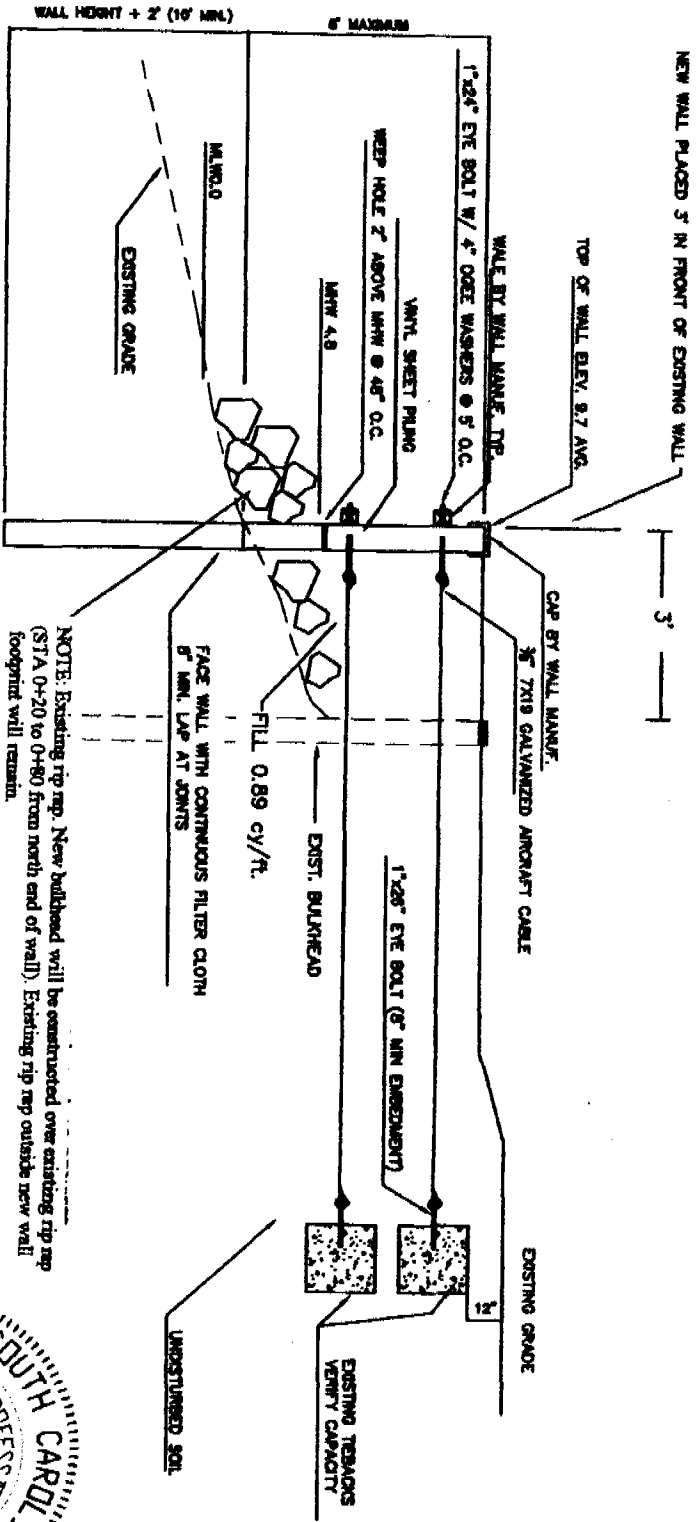 NEW WALL PLACED 3' IN FRONT OF EXISTING WALL
3'
TOP OF WALL ELEV. 9.7 AVG.
CAP BY WALL MANUF.
WALE BY WALL MANUF. TYP.
3/8" 7X19 GALVANIZED AIRCRAFT CABLE
1"x24" EYE BOLT W/ 4" OGEE WASHERS @ 5' O.C.
1"x26" EYE BOLT (8" MIN EMBEDMENT)
EXISTING GRADE
12"
VINYL SHEET PILING
WEEP HOLE 2" ABOVE MHW @ 48" O.C.
MHW 4.8
MLW0.0
EXISTING GRADE
MAXIMUM
WALL HEIGHT + 2' (10' MIN.)
EXIST. BULKHEAD
FILL 0.89 cy/ft.
FACE WALL WITH CONTINUOUS FILTER CLOTH
8" MIN. LAP AT JOINTS
EXISTING TIEBACKS
VERIFY CAPACITY
UNDISTURBED SOIL
NOTE: Existing rip rap. New bulkhead will be constructed over existing rip rap
(STA 0+20 to 0+80 from north end of wall). Existing rip rap outside new wall
footprint will remain.
SOUTH CAROL